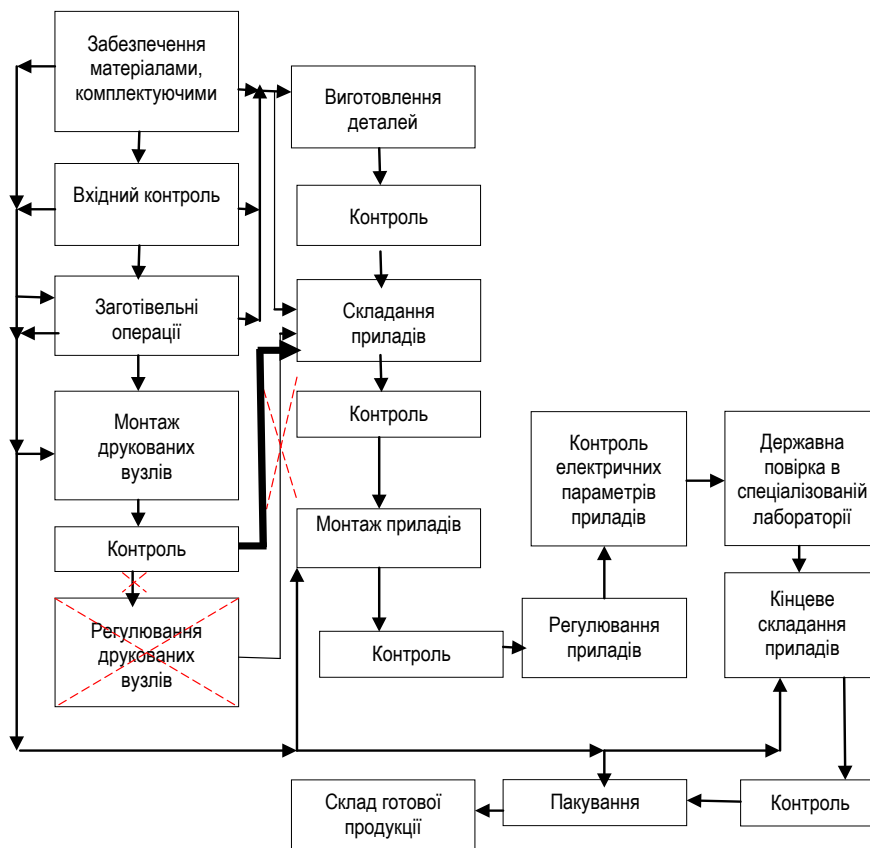 Забезпечення
матеріалами,
комплектуючими
Виготовлення
деталей
Вхідний контроль
Контроль
Заготівельні
операції
Складання
приладів
Монтаж
друкованих
вузлів
Контроль
Контроль
електричних
параметрів
приладів
Державна
повірка в
спеціалізованій
лабораторії
Контроль
Монтаж приладів
Регулювання
друкованих
вузлів
Контроль
Регулювання
приладів
Кінцеве
складання
приладів
Склад готової
продукції
Пакування
Контроль